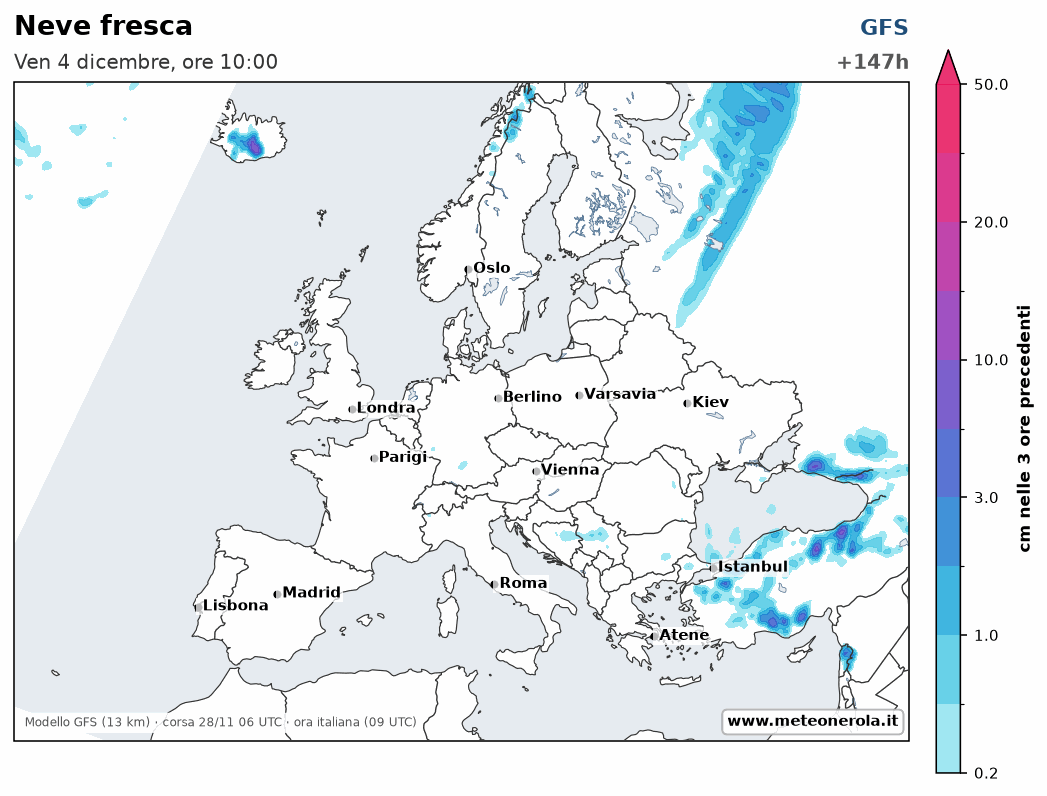 Neve fresca
GFS
Ven 4 dicembre, ore 10:00
+147h
50.0
20.0
10.0
3.0
1.0
0.2
cm nelle 3 ore precedenti
Oslo
Berlino
Varsavia
Kiev
Londra
Parigi
Vienna
Istanbul
Roma
Madrid
Lisbona
Atene
Modello GFS (13 km) · corsa 28/11 06 UTC · ora italiana (09 UTC)
www.meteonerola.it